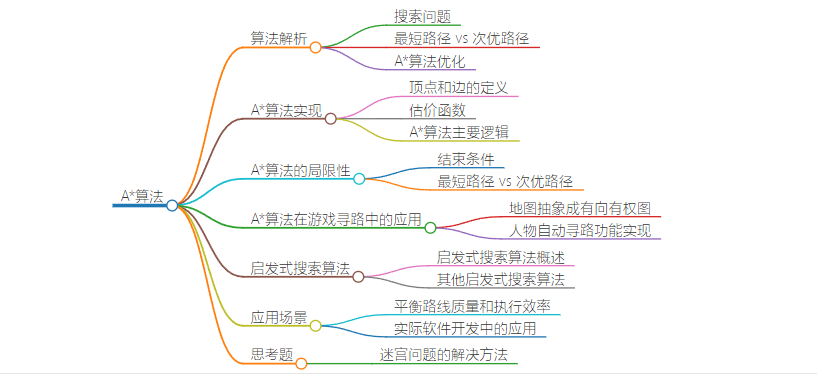 A*算法
算法解析
搜索问题
最短路径 vs 次优路径
A*算法优化
A*算法实现
顶点和边的定义
估价函数
A*算法主要逻辑
A*算法的局限性
结束条件
最短路径 vs 次优路径
A*算法在游戏寻路中的应用
地图抽象成有向有权图
人物自动寻路功能实现
启发式搜索算法
启发式搜索算法概述
其他启发式搜索算法
应用场景
平衡路线质量和执行效率
实际软件开发中的应用
思考题
迷宫问题的解决方法